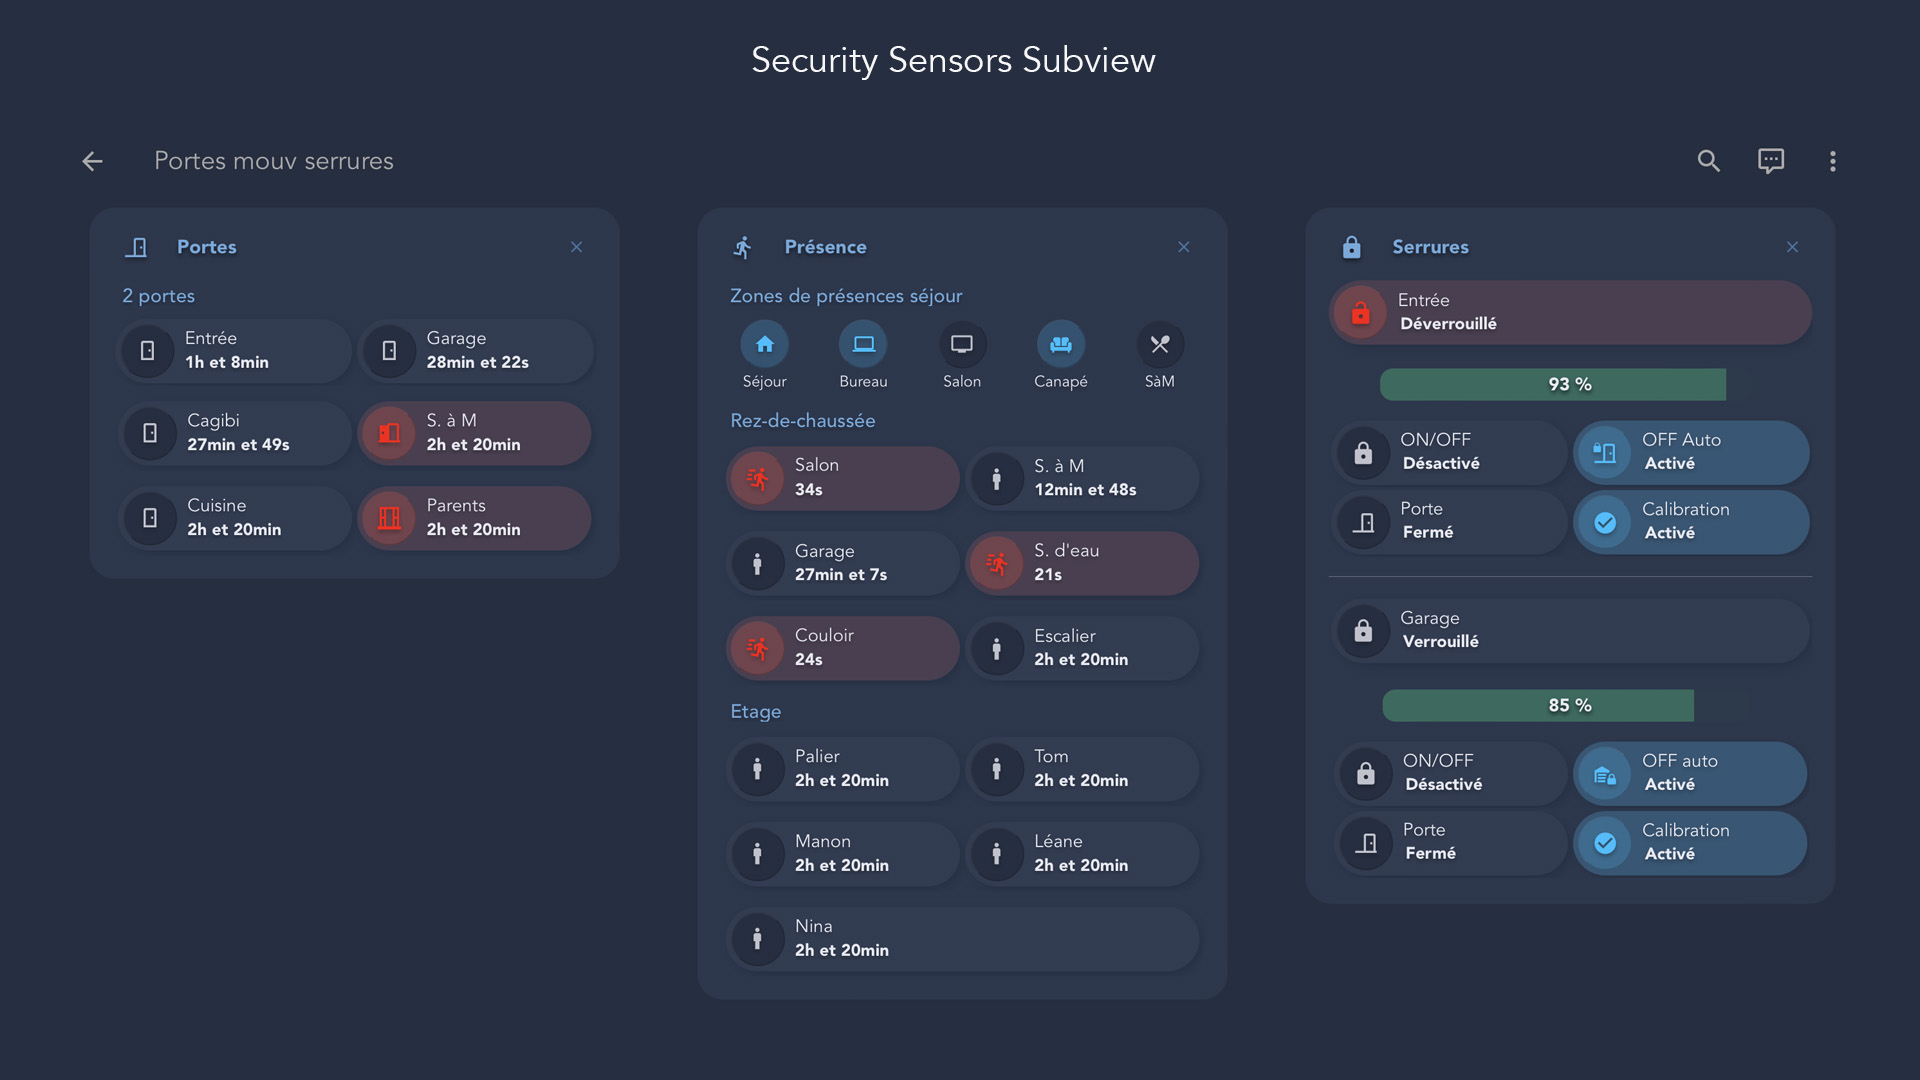 Security Sensors Subview
Portes mouv serrures
Portes
2 portes
Entrée
1h et 8min
Garage
28min et 22s
Cagibi
27min et 49s
S. à M
2h et 20min
Cuisine
2h et 20min
Parents
2h et 20min
Présence
Zones de présences séjour
Séjour
Bureau
Salon
Canapé
SàM
Rez-de-chaussée
Salon
34s
S. à M
12min et 48s
Garage
27min et 7s
S. d'eau
21s
Couloir
24s
Escalier
2h et 20min
Etage
Palier
2h et 20min
Tom
2h et 20min
Manon
2h et 20min
Léane
2h et 20min
Nina
2h et 20min
Serrures
Entrée
Déverrouillé
93 %
ON/OFF
Désactivé
OFF Auto
Activé
Porte
Fermé
Calibration
Activé
Garage
Verrouillé
85 %
ON/OFF
Désactivé
OFF auto
Activé
Porte
Fermé
Calibration
Activé